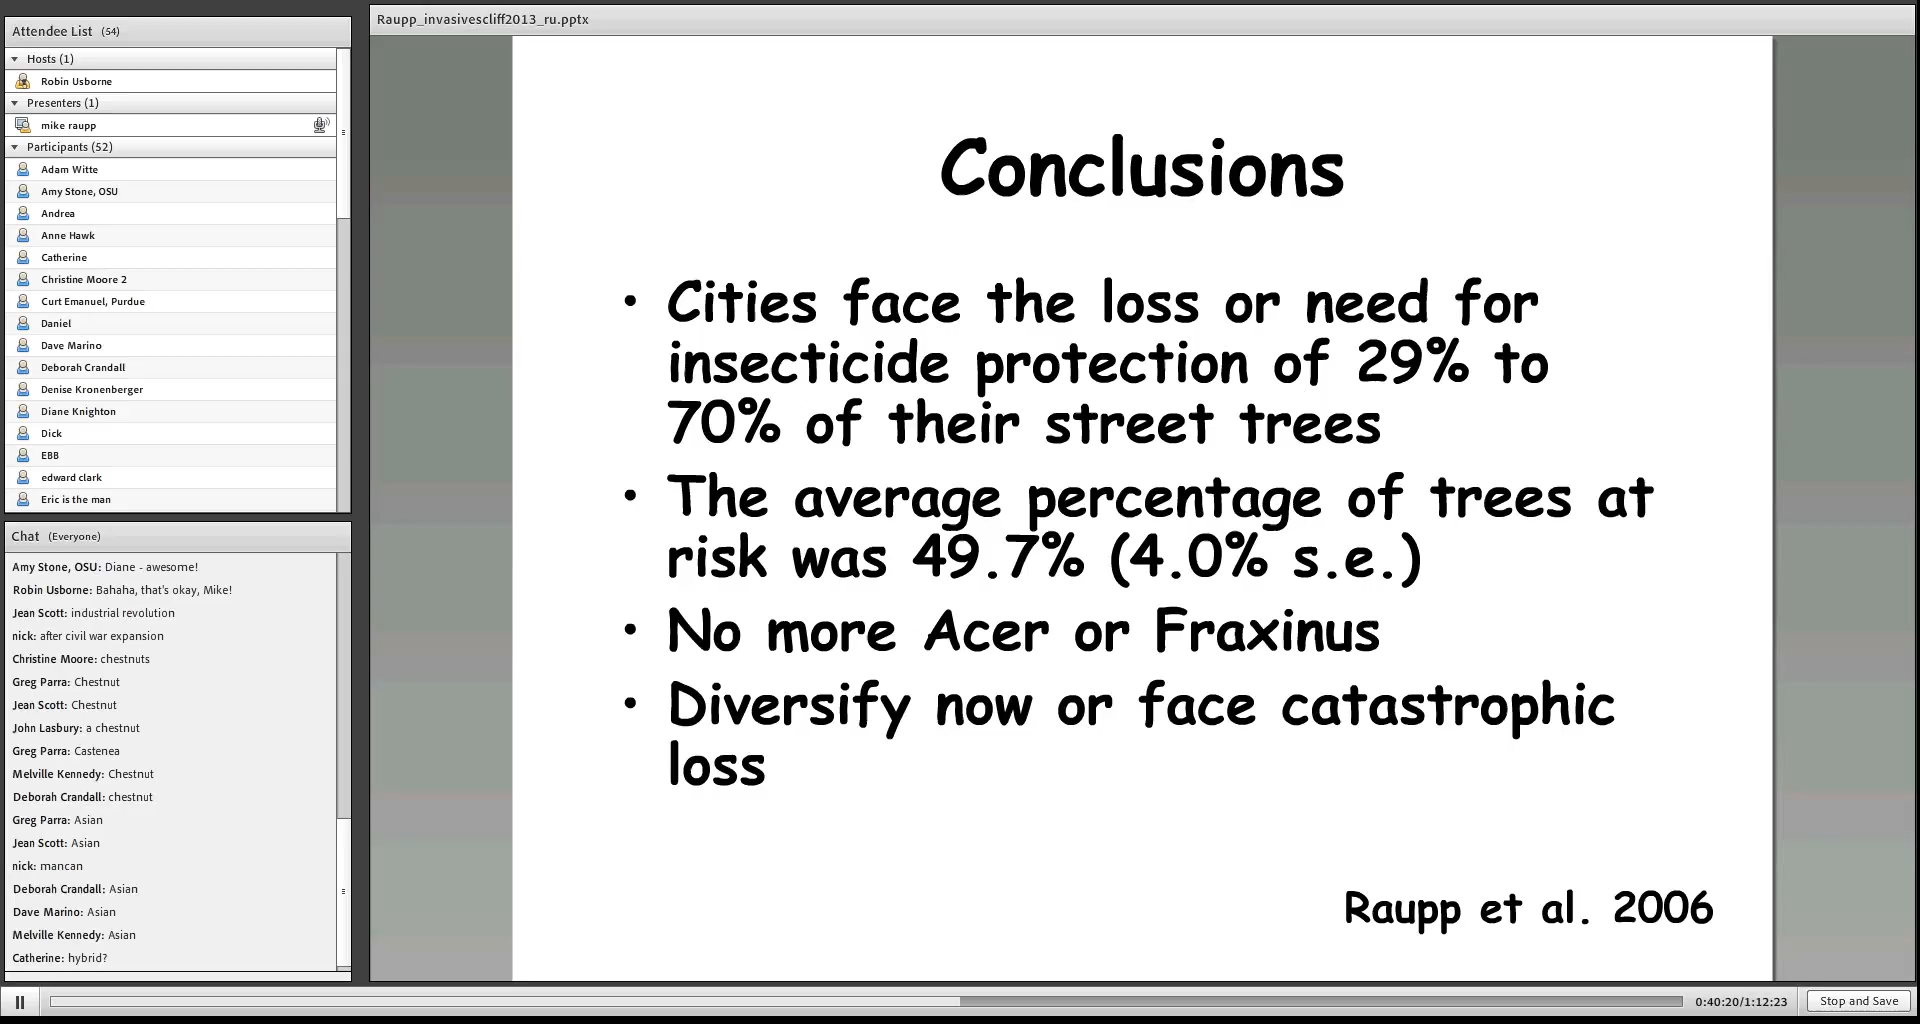 Attendee List (54)
Hosts (1)
Robin Usborne
Presenters (1)
mike raupp
Participants (52)
Adam Witte
Amy Stone, OSU
Andrea
Anne Hawk
Catherine
Christine Moore 2
Curt Emanuel, Purdue
Daniel
Dave Marino
Deborah Crandall
Denise Kronenberger
Diane Knighton
Dick
EBB
edward clark
Eric is the man
Chat (Everyone)
Amy Stone, OSU: Diane - awesome!
Robin Usborne: Bahaha, that's okay, Mike!
Jean Scott: industrial revolution
nick: after civil war expansion
Christine Moore: chestnuts
Greg Parra: Chestnut
Jean Scott: Chestnut
John Lasbury: a chestnut
Greg Parra: Castenea
Melville Kennedy: Chestnut
Deborah Crandall: chestnut
Greg Parra: Asian
Jean Scott: Asian
nick: mancan
Deborah Crandall: Asian
Dave Marino: Asian
Melville Kennedy: Asian
Catherine: hybrid?
Raupp_invasivescliff2013_ru.pptx
Conclusions
• Cities face the loss or need for
insecticide protection of 29% to
70% of their street trees
• The average percentage of trees at
risk was 49.7% (4.0% s.e.)
• No more Acer or Fraxinus
• Diversify now or face catastrophic
loss
Raupp et al. 2006
0:40:20/1:12:23
Stop and Save